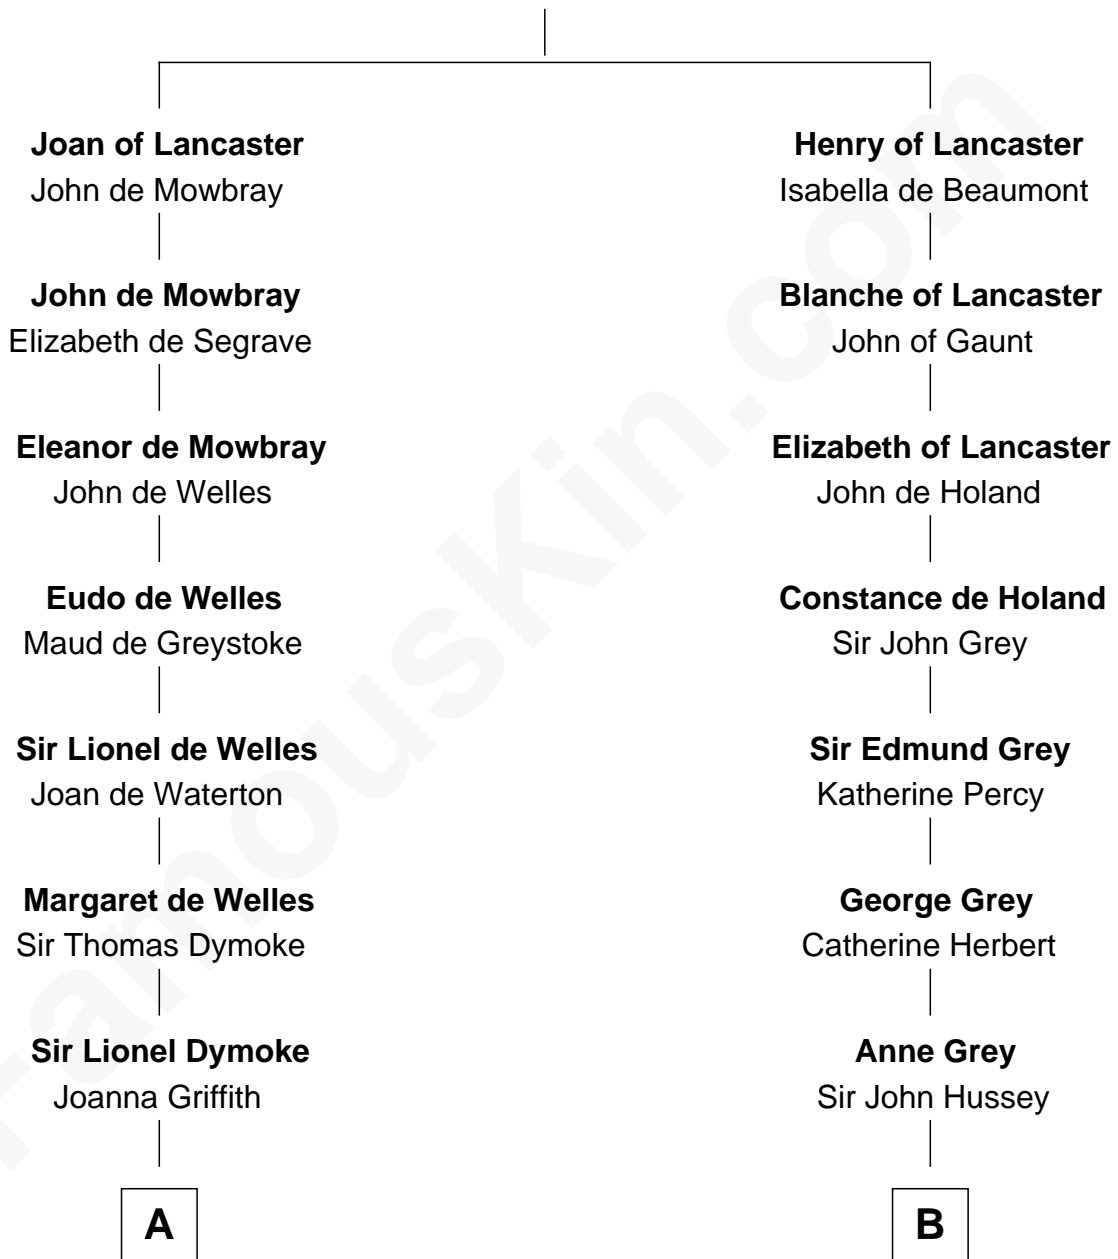 Joan of Lancaster
John de Mowbray
John de Mowbray
Elizabeth de Segrave
Eleanor de Mowbray
John de Welles
Eudo de Welles
Maud de Greystoke
Sir Lionel de Welles
Joan de Waterton
Margaret de Welles
Sir Thomas Dymoke
Sir Lionel Dymoke
Joanna Griffith
A
Henry of Lancaster
Isabella de Beaumont
Blanche of Lancaster
John of Gaunt
Elizabeth of Lancaster
John de Holand
Constance de Holand
Sir John Grey
Sir Edmund Grey
Katherine Percy
George Grey
Catherine Herbert
Anne Grey
Sir John Hussey
B
FamousKin.com